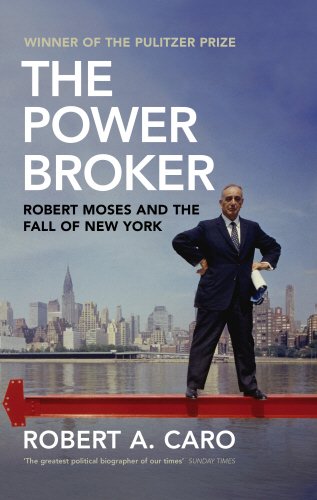 WINNER OF THE PULITZER PRIZE
THE
POWER
BROKER
ROBERT MOSES AND THE
FALL OF NEW YORK
ROBERT A. CARO
'The greatest political biographer of our times' SUNDAY TIMES